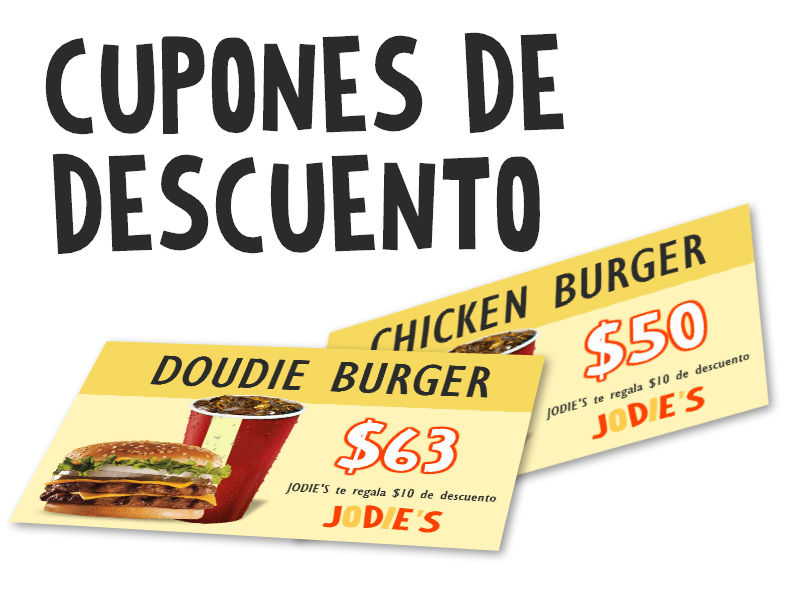 CUPONES DE
DESCUENTO
CHICKEN BURGER
$50
JODIE'S te regala $10 de descuento
JODIE'S
DOUDIE BURGER
$63
JODIE'S te regala $10 de descuento
JODIE'S